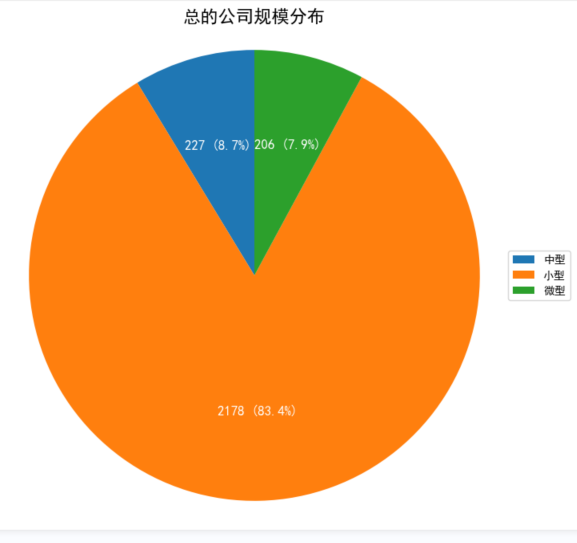 总的公司规模分布
227 (8.7%)
206 (7.9%)
2178 (83.4%)
中型
小型
微型